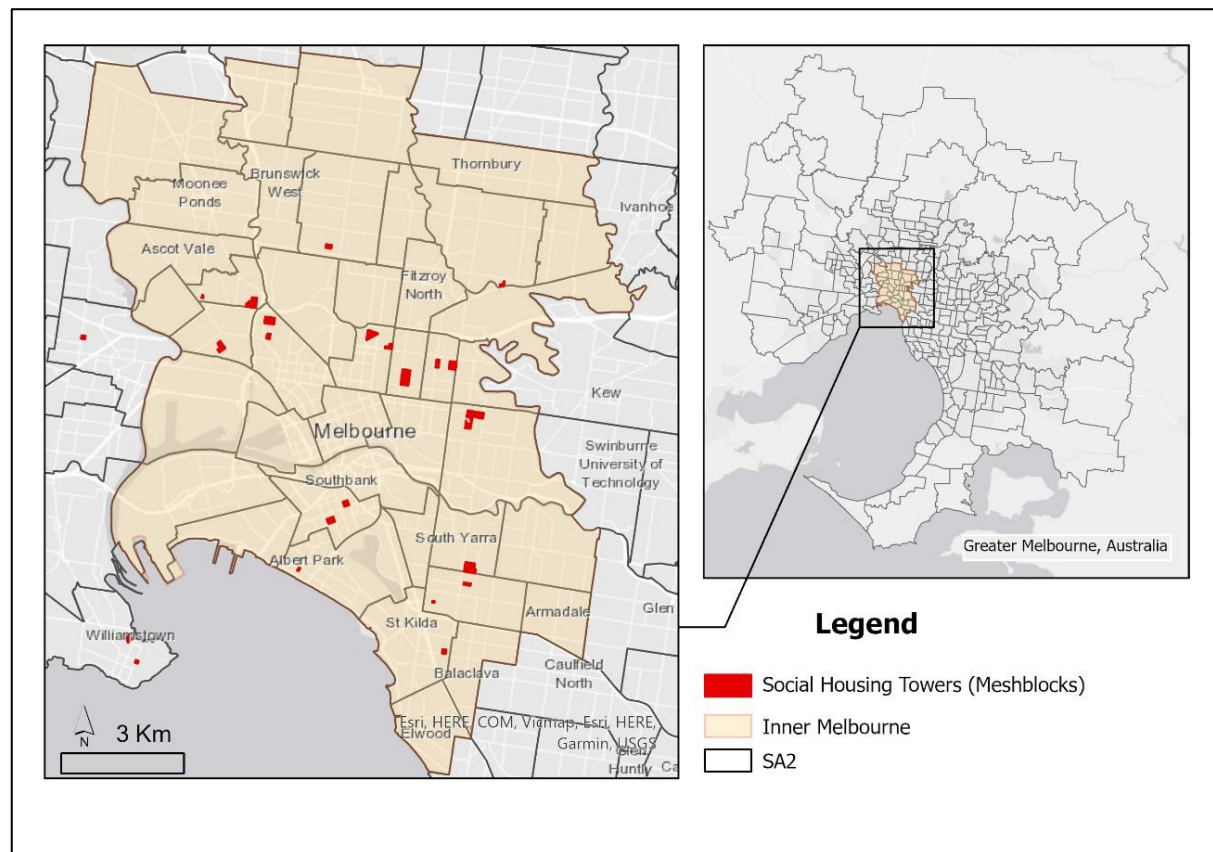 Thornbury
Brunswick
West
Moonee
Ponds
Ivanhoe
Ascot Vale
Fitzroy
North
Kew
Melbourne
Swinburne
University of
Technology
Southbank
South Yarra
Albert Park
Armadale
Glen
St Kilda
Williamstown
Caulfield
North
Balaclava
Esri, HERE, COM, Vicmap, Esri, HERE,
Garmin, USGS
Elwood
Glen
Huntly
Ca
N
3 Km
Greater Melbourne, Australia
Legend
Social Housing Towers (Meshblocks)
Inner Melbourne
SA2